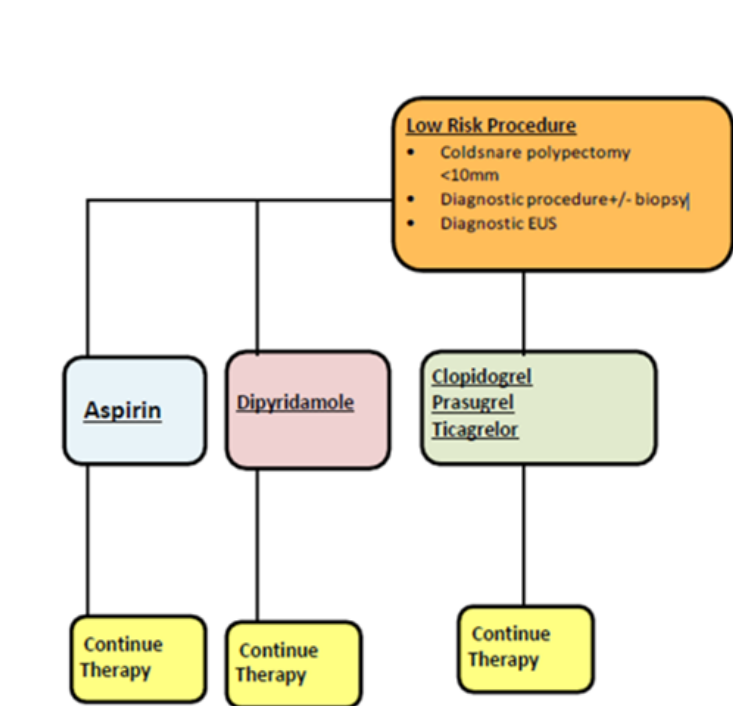 Low Risk Procedure
• Coldsnare polypectomy
<10mm
• Diagnostic procedure+/- biopsy
• Diagnostic EUS
Aspirin
Dipyridamole
Clopidogrel
Prasugrel
Ticagrelor
Continue
Therapy
Continue
Therapy
Continue
Therapy